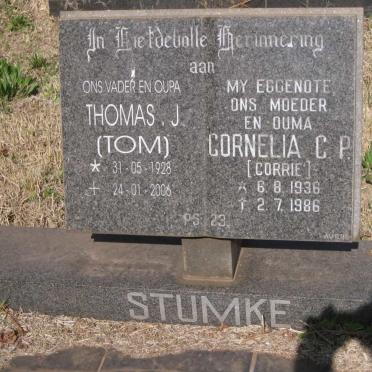 In Liefdevolle Herinnering
aan
ONS VADER EN OUPA
THOMAS . J.
(TOM)
* 31-05-1928
+ 24-01-2006
MY EGGENOTE
ONS MOEDER
EN OUMA
CORNELIA C P.
[CORRIE]
6.8.1936
† 2.7.1986
PS 23
STUMKE